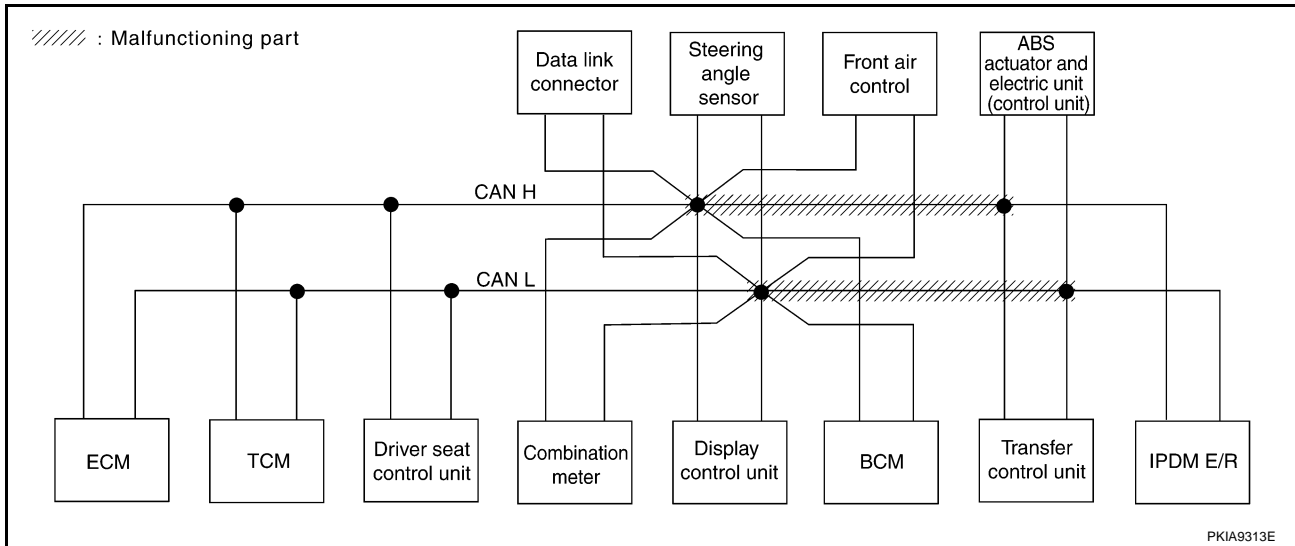 : Malfunctioning part
Data link
connector
Steering
angle
sensor
Front air
control
ABS
actuator and
electric unit
(control unit)
CAN H
CAN L
ECM
TCM
Driver seat
control unit
Combination
meter
Display
control unit
BCM
Transfer
control unit
IPDM E/R
PKIA9313E